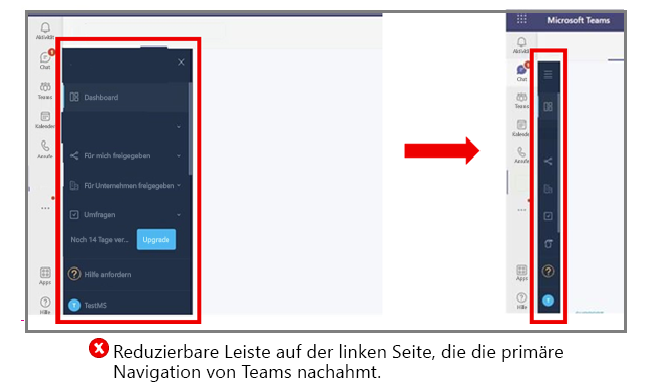 Aktivität
Chat
Teams
Kalender
Anrufe
...
Apps
Hilfe
X
Dashboard
Für mich freigegeben
Für Unternehmen freigegeben
Umfragen
Noch 14 Tage ver...
Upgrade
Hilfe anfordern
T TestMS
Microsoft Teams
Aktivität
Chat
Teams
Kalender
Anrufe
...
Apps
Hilfe
T
Reduzierbare Leiste auf der linken Seite, die die primäre
Navigation von Teams nachahmt.